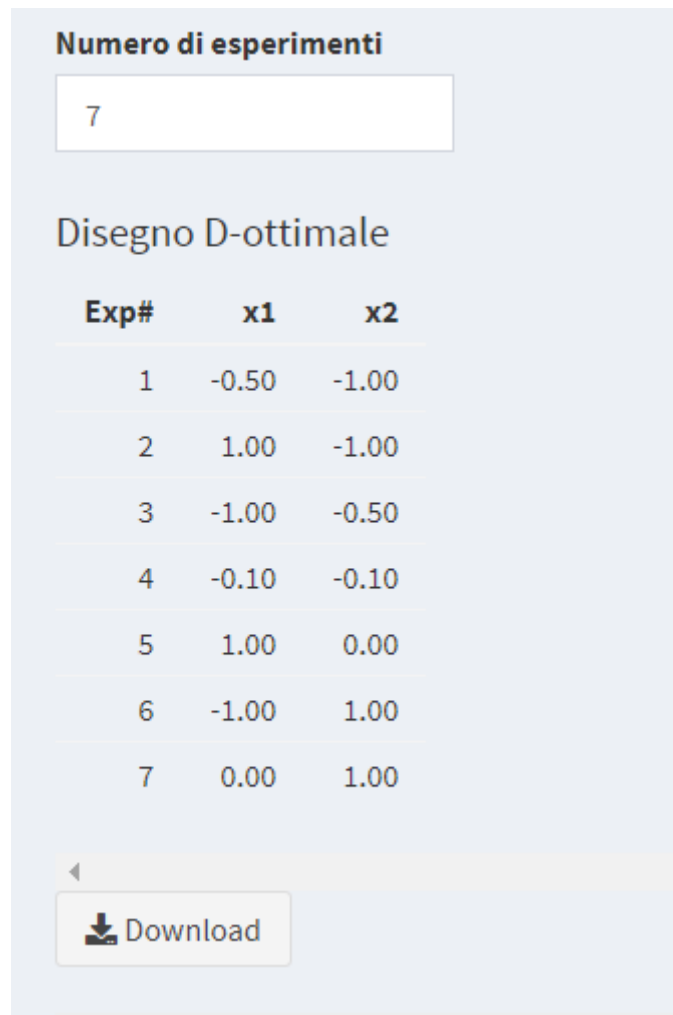 Numero di esperimenti
7
Disegno D-ottimale
Exp# x1 x2
1 -0.50 -1.00
2 1.00 -1.00
3 -1.00 -0.50
4 -0.10 -0.10
5 1.00 0.00
6 -1.00 1.00
7 0.00 1.00
Download